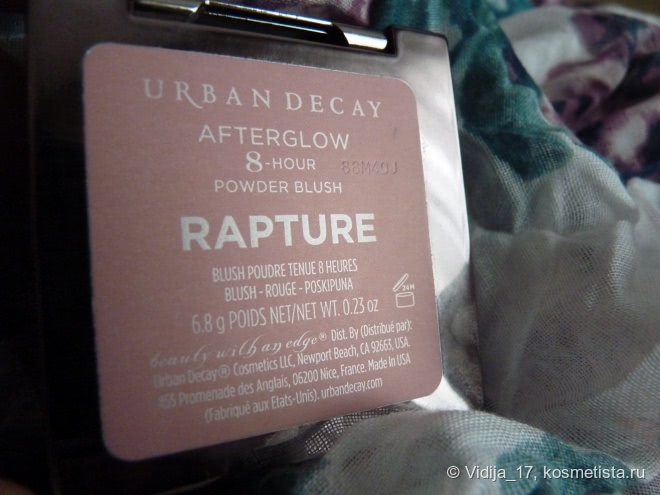 URBAN DECAY
AFTERGLOW
8-HOUR
POWDER BLUSH
RAPTURE
BLUSH POUDRE TENUE 8 HEURES
BLUSH - ROUGE - POSKIPUNA
6.8 g POIDS NET/NET WT. 0.23 oz
beauty with an edge® Dist. By (Distribué par):
Urban Decay® Cosmetics LLC, Newport Beach, CA 92663, USA.
455 Promenade des Anglais, 06200 Nice, France. Made In USA
(Fabriqué aux Etats-Unis). urbandecay.com
© Vidija_17, kosmetista.ru